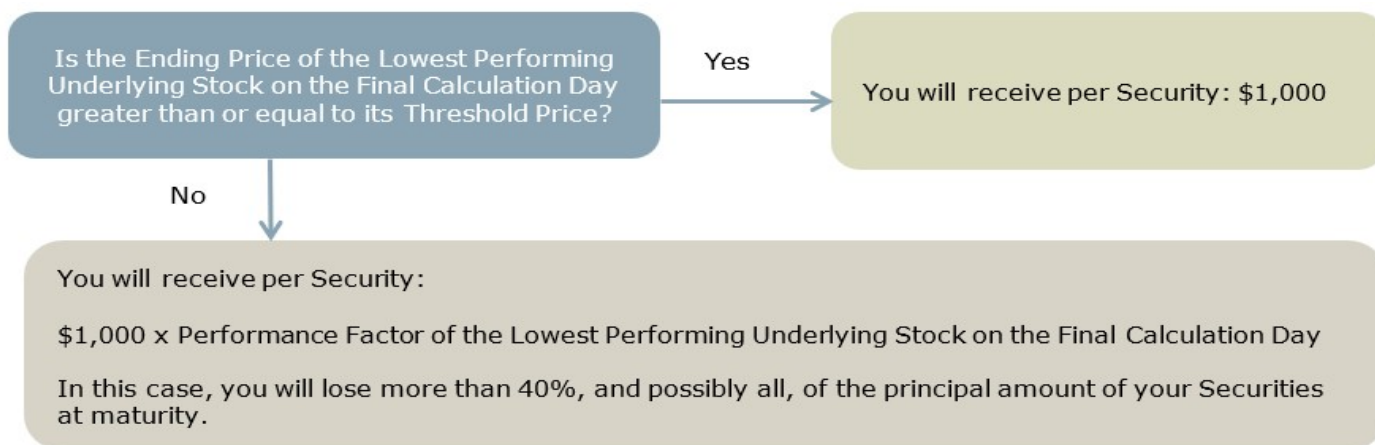 Is the Ending Price of the Lowest Performing
Underlying Stock on the Final Calculation Day
greater than or equal to its Threshold Price?
Yes
You will receive per Security: $1,000
No
You will receive per Security:
$1,000 x Performance Factor of the Lowest Performing Underlying Stock on the Final Calculation Day
In this case, you will lose more than 40%, and possibly all, of the principal amount of your Securities
at maturity.